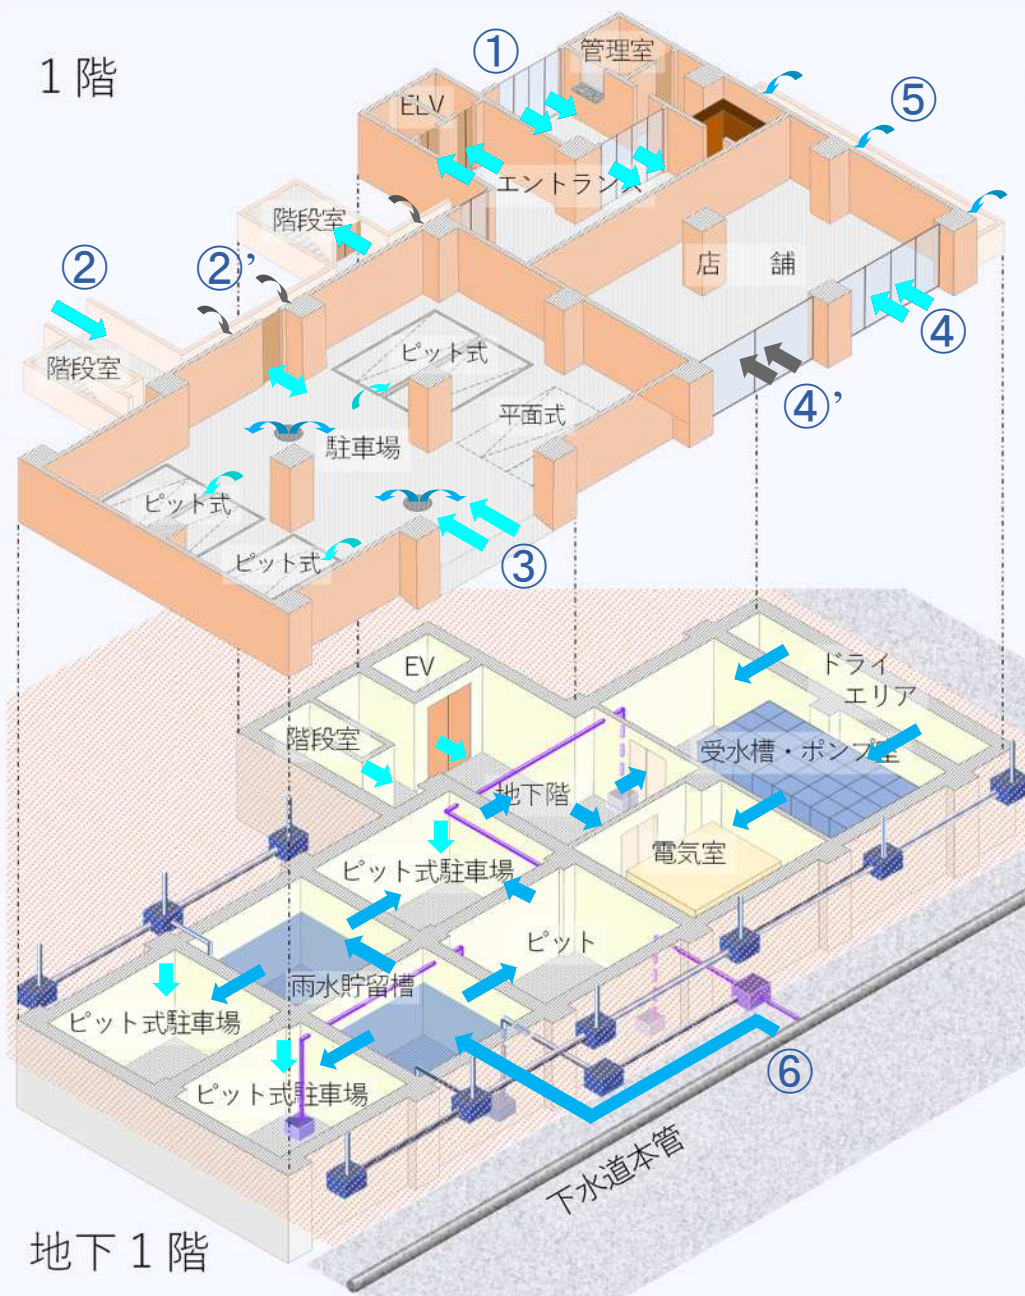 1階
①
管理室
ELV
⑤
エントランス
階段室
店 舗
②
②’
④
階段室
ピット式
④’
平面式
駐車場
ピット式
ピット式
③
EV
ドライ
エリア
階段室
受水槽・ポンプ室
地下階
電気室
ピット式駐車場
ピット
雨水貯留槽
ピット式駐車場
⑥
ピット式駐車場
下水道本管
地下1階